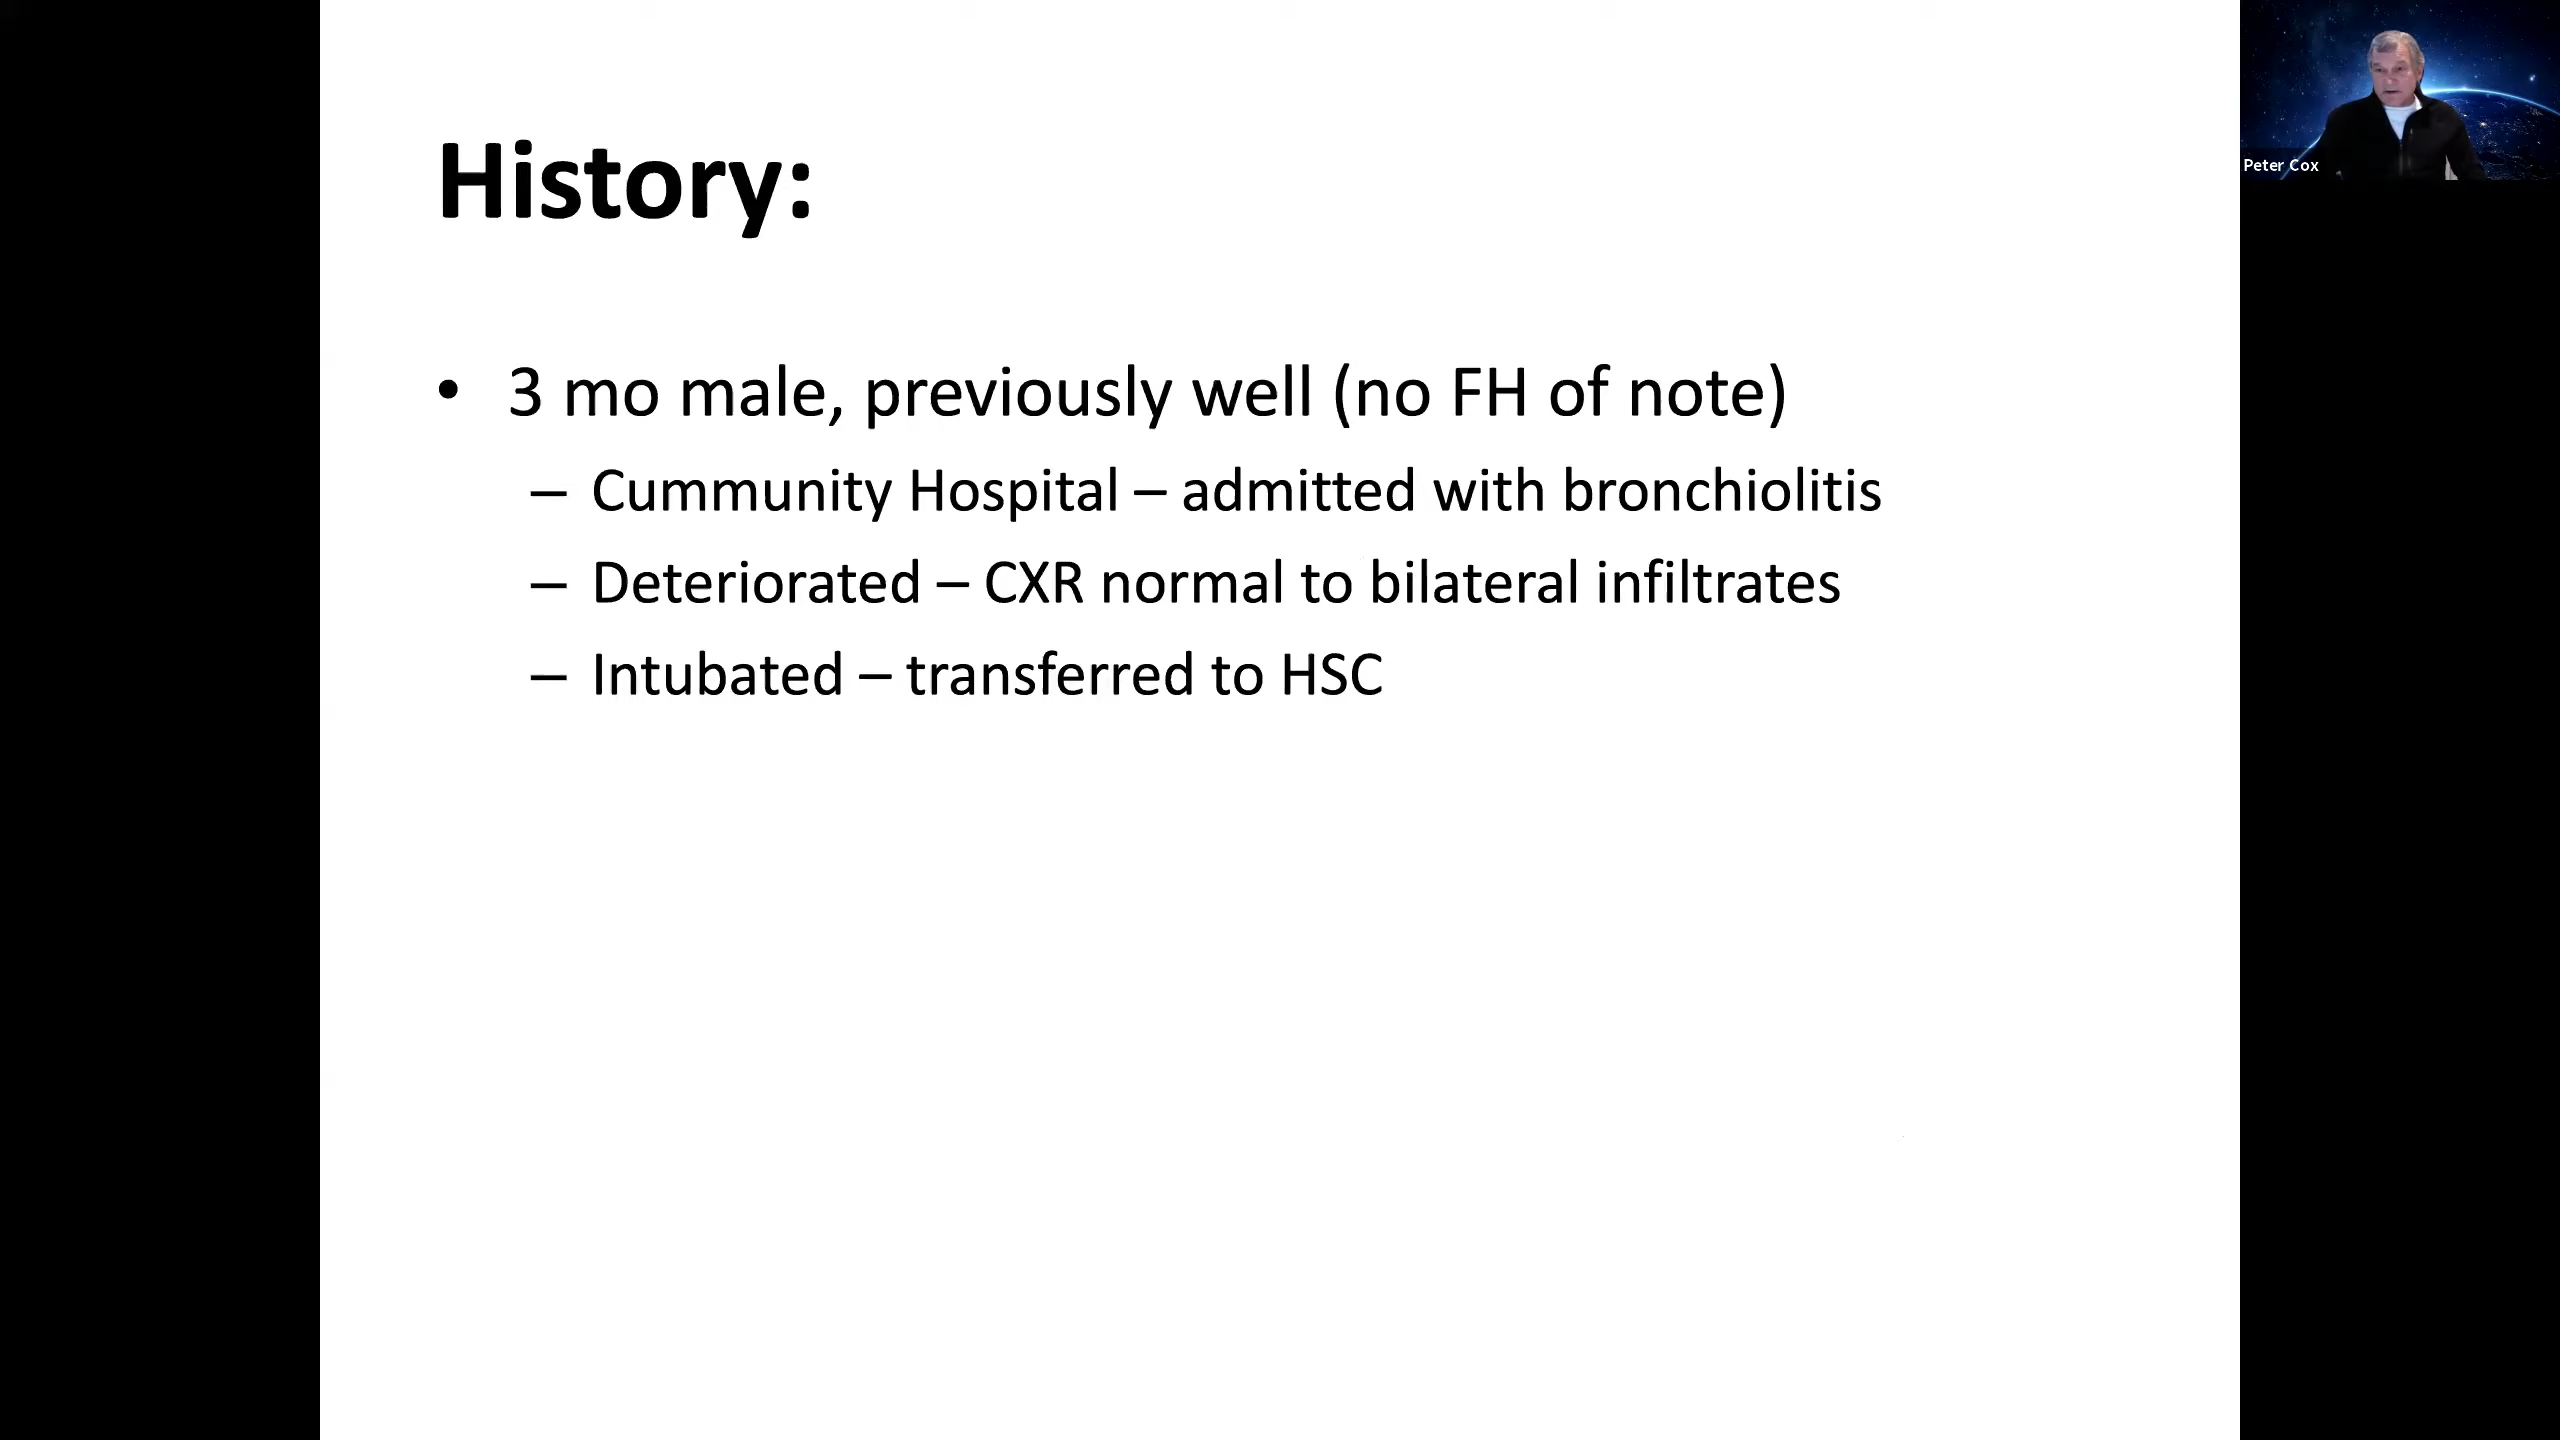 History:
• 3 mo male, previously well (no FH of note)
– Cummunity Hospital – admitted with bronchiolitis
– Deteriorated – CXR normal to bilateral infiltrates
– Intubated – transferred to HSC
Peter Cox